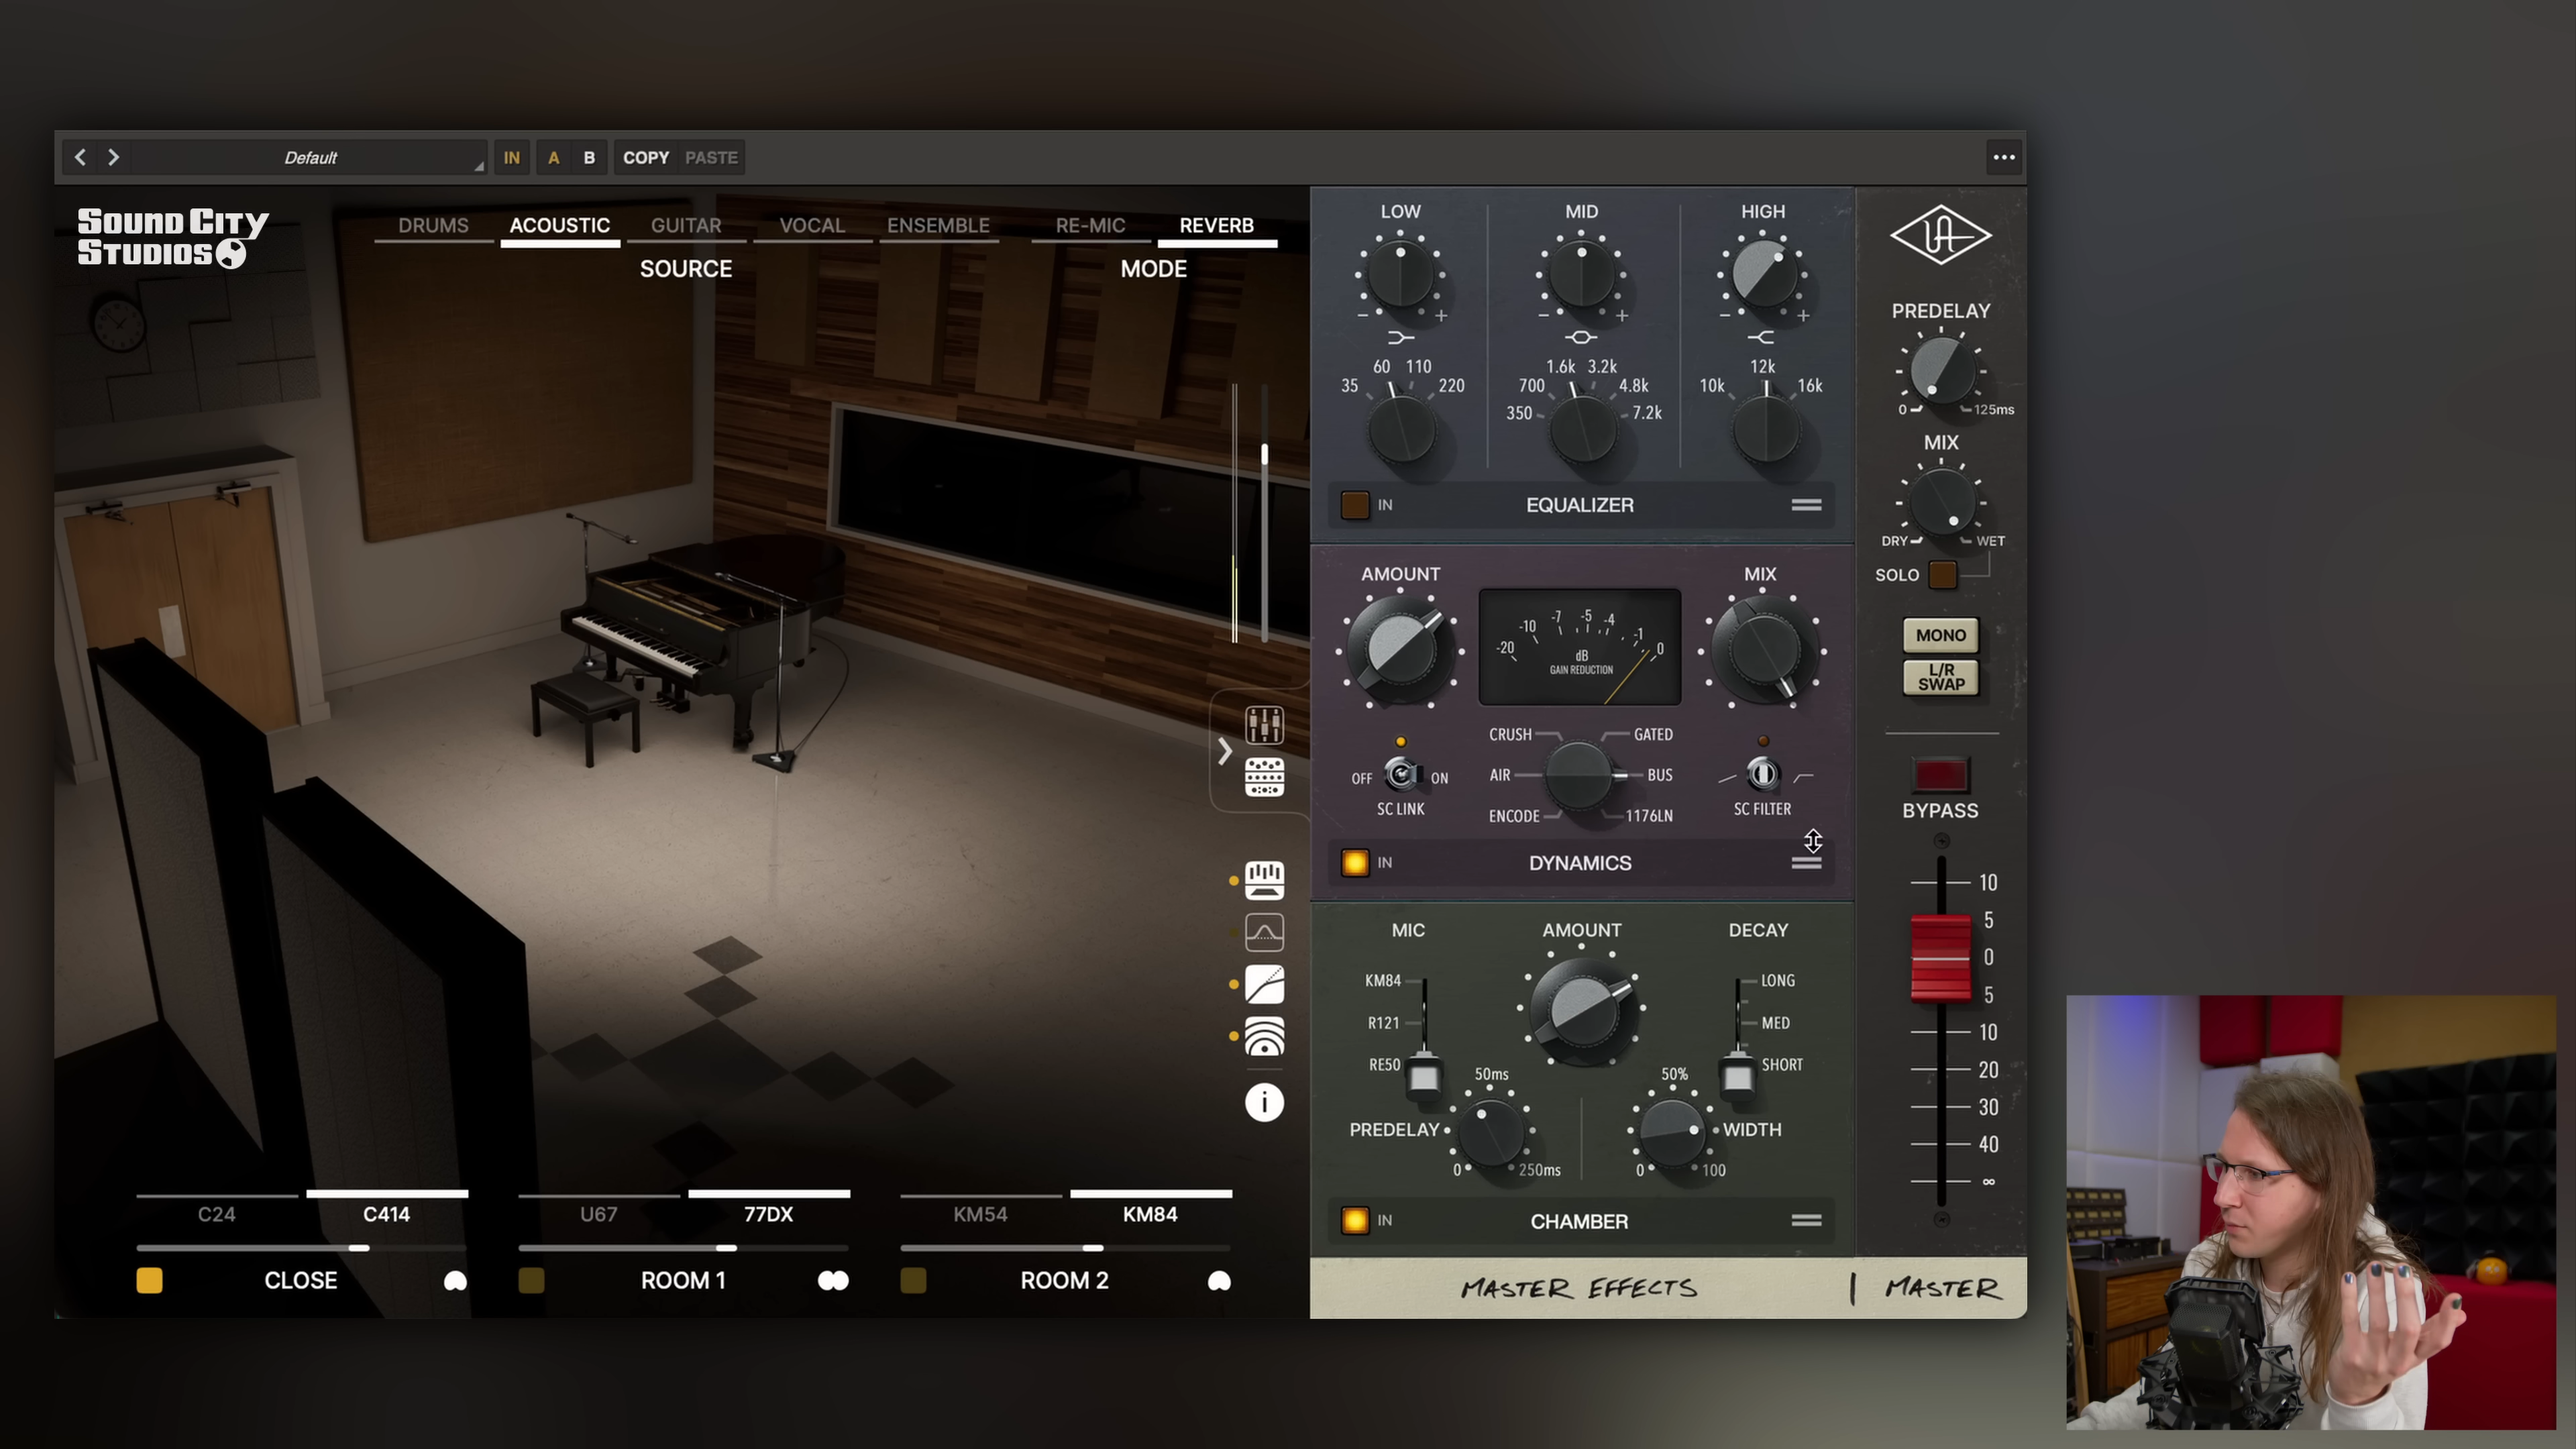 Default
IN
A
B
COPY
PASTE
SOUND CITY
STUDIOS
DRUMS
ACOUSTIC
GUITAR
VOCAL
ENSEMBLE
SOURCE
RE-MIC
REVERB
MODE
C24
C414
CLOSE
U67
77DX
ROOM 1
KM54
KM84
ROOM 2
i
LOW
MID
HIGH
− +
− +
− +
35 60 110 220
350 700 1.6k 3.2k 4.8k 7.2k
10k 12k 16k
IN
EQUALIZER
AMOUNT
MIX
-20 -10 -7 -5 -4 -1 0
dB
GAIN REDUCTION
CRUSH
GATED
AIR
BUS
ENCODE
1176LN
OFF
ON
SC LINK
SC FILTER
IN
DYNAMICS
MIC
AMOUNT
DECAY
KM84
R121
RE50
LONG
MED
SHORT
50ms
50%
PREDELAY
WIDTH
0 250ms
0 100
IN
CHAMBER
MASTER EFFECTS | MASTER
UA
PREDELAY
0 125ms
MIX
DRY WET
SOLO
MONO
L/R
SWAP
BYPASS
10
5
0
5
10
20
30
40
∞